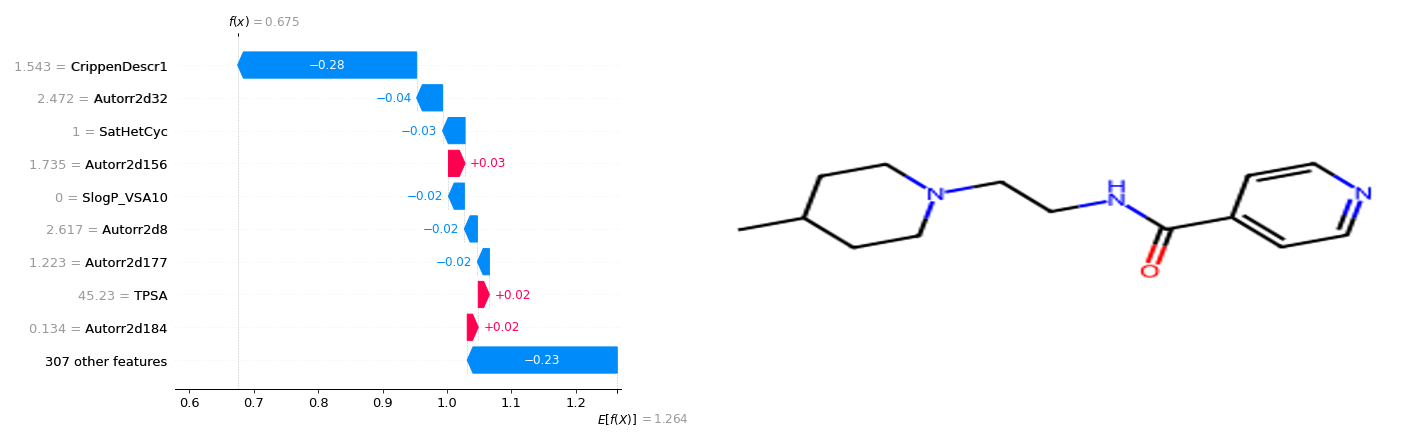 f(x) = 0.675
1.543 = CrippenDescr1 −0.28
2.472 = Autorr2d32 −0.04
1 = SatHetCyc −0.03
1.735 = Autorr2d156 +0.03
0 = SlogP_VSA10 −0.02
2.617 = Autorr2d8 −0.02
1.223 = Autorr2d177 −0.02
45.23 = TPSA +0.02
0.134 = Autorr2d184 +0.02
307 other features −0.23
0.6 0.7 0.8 0.9 1.0 1.1 1.2
E[f(X)] = 1.264
N
H
N
O
N